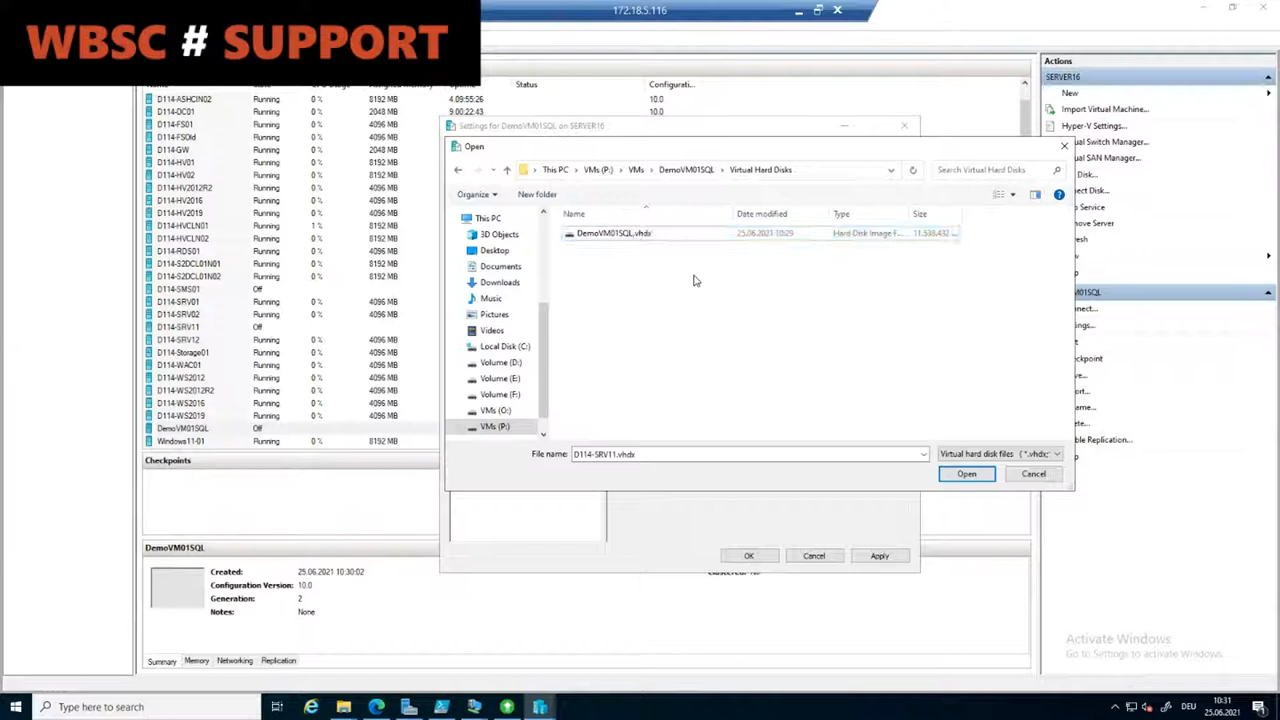 172.18.5.116
WBSC # SUPPORT
Status
Configurati...
Actions
SERVER16
New
Import Virtual Machine...
Hyper-V Settings...
D114-ASHCIN02 Running 0 % 8192 MB 4.09:55:26 10.0
D114-DC01 Running 0 % 2048 MB 9.00:22:43 10.0
D114-FS01 Running 0 % 4096 MB
D114-FSOld Running 0 % 4096 MB
D114-GW Running 0 % 2048 MB
D114-HV01 Running 0 % 8192 MB
D114-HV02 Running 0 % 8192 MB
D114-HV2012R2 Running 0 % 4096 MB
D114-HV2016 Running 0 % 4096 MB
D114-HV2019 Running 0 % 4096 MB
D114-HVCLN01 Running 1 % 8192 MB
D114-HVCLN02 Running 0 % 8192 MB
D114-RDS01 Running 0 % 4096 MB
D114-S2DCL01N01 Running 0 % 8192 MB
D114-S2DCL01N02 Running 0 % 8192 MB
D114-SMS01 Off
D114-SRV01 Running 0 % 4096 MB
D114-SRV02 Running 0 % 4096 MB
D114-SRV11 Off
D114-SRV12 Running 0 % 4096 MB
D114-Storage01 Running 0 % 4096 MB
D114-WAC01 Running 0 % 4096 MB
D114-WS2012 Running 0 % 4096 MB
D114-WS2012R2 Running 0 % 4096 MB
D114-WS2016 Running 0 % 4096 MB
D114-WS2019 Running 0 % 4096 MB
DemoVM01SQL Off
Windows11-01 Running 0 % 8192 MB
Settings for DemoVM01SQL on SERVER16
Open
This PC > VMs (P:) > VMs > DemoVM01SQL > Virtual Hard Disks
Search Virtual Hard Disks
Organize
New folder
Name Date modified Type Size
DemoVM01SQL.vhdx 25.06.2021 10:29 Hard Disk Image F... 11.538.432
This PC
3D Objects
Desktop
Documents
Downloads
Music
Pictures
Videos
Local Disk (C:)
Volume (D:)
Volume (E:)
Volume (F:)
VMs (O:)
VMs (P:)
File name: D114-SRV11.vhdx
Virtual hard disk files ( *.vhdx;
Open
Cancel
OK
Cancel
Apply
Switch Manager...
SAN Manager...
Disk...
Service
Server
Replication...
Checkpoints
DemoVM01SQL
Created: 25.06.2021 10:30:02
Configuration Version: 10.0
Generation: 2
Notes: None
Summary Memory Networking Replication
Activate Windows
Go to Settings to activate Windows.
Type here to search
DEU
10:31
25.06.2021